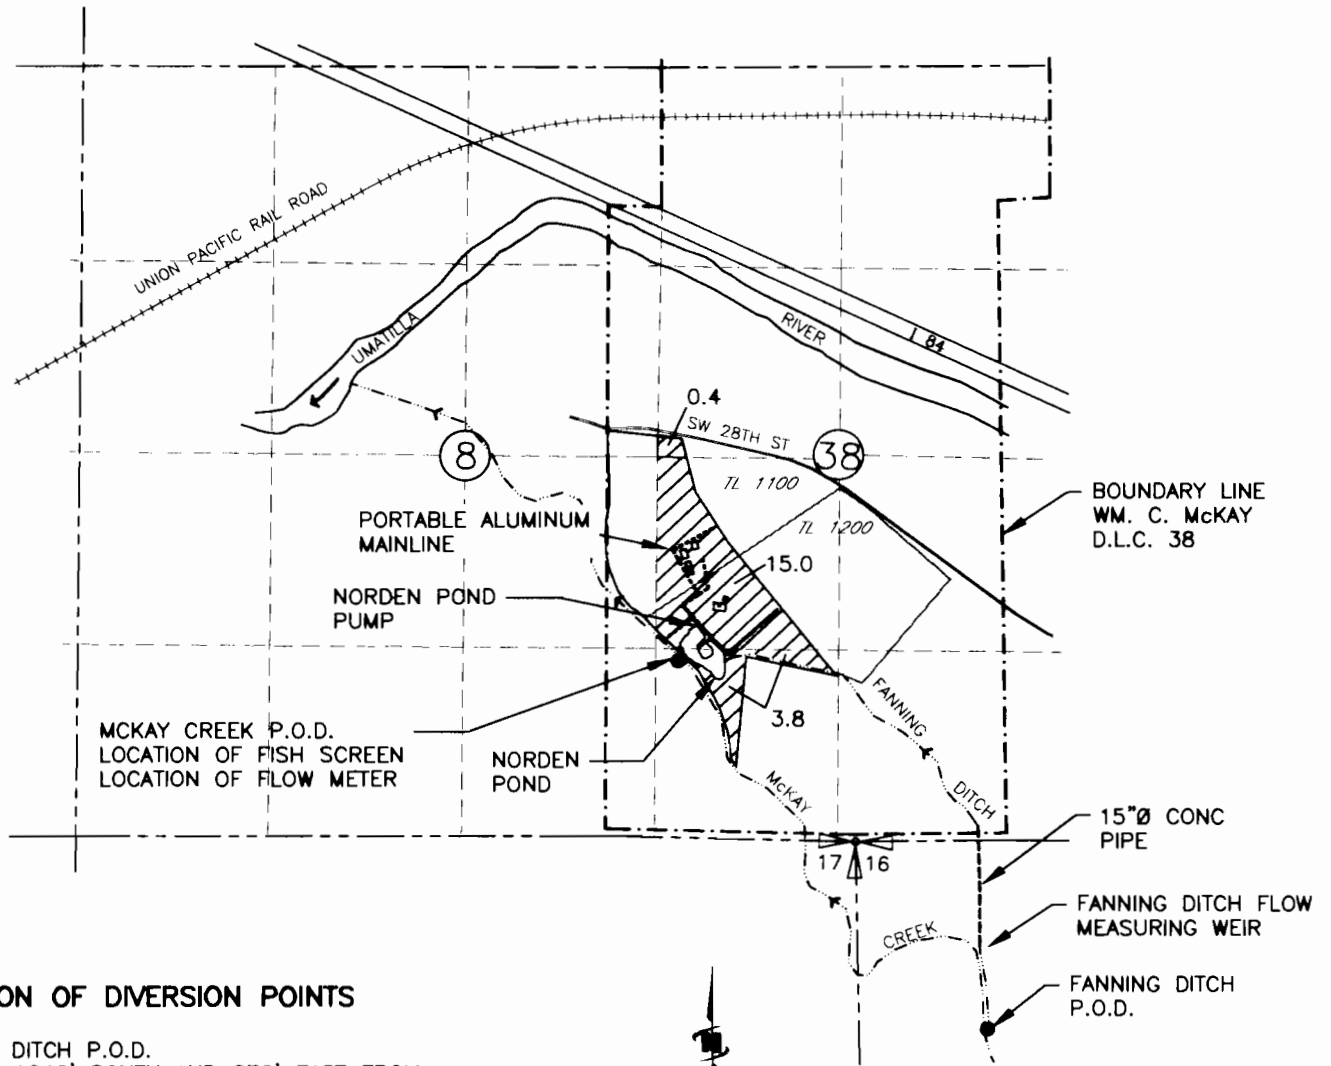 UNION PACIFIC RAIL ROAD
UMATILLA
RIVER
I 84
0.4
SW 28TH ST
8
38
TL 1100
TL 1200
BOUNDARY LINE
WM. C. McKAY
D.L.C. 38
PORTABLE ALUMINUM
MAINLINE
15.0
NORDEN POND
PUMP
3.8
FANNING
DITCH
MCKAY CREEK P.O.D.
LOCATION OF FISH SCREEN
LOCATION OF FLOW METER
NORDEN
POND
McKAY
CREEK
15"Ø CONC
PIPE
17
16
FANNING DITCH FLOW
MEASURING WEIR
FANNING DITCH
P.O.D.
ON OF DIVERSION POINTS
DITCH P.O.D.